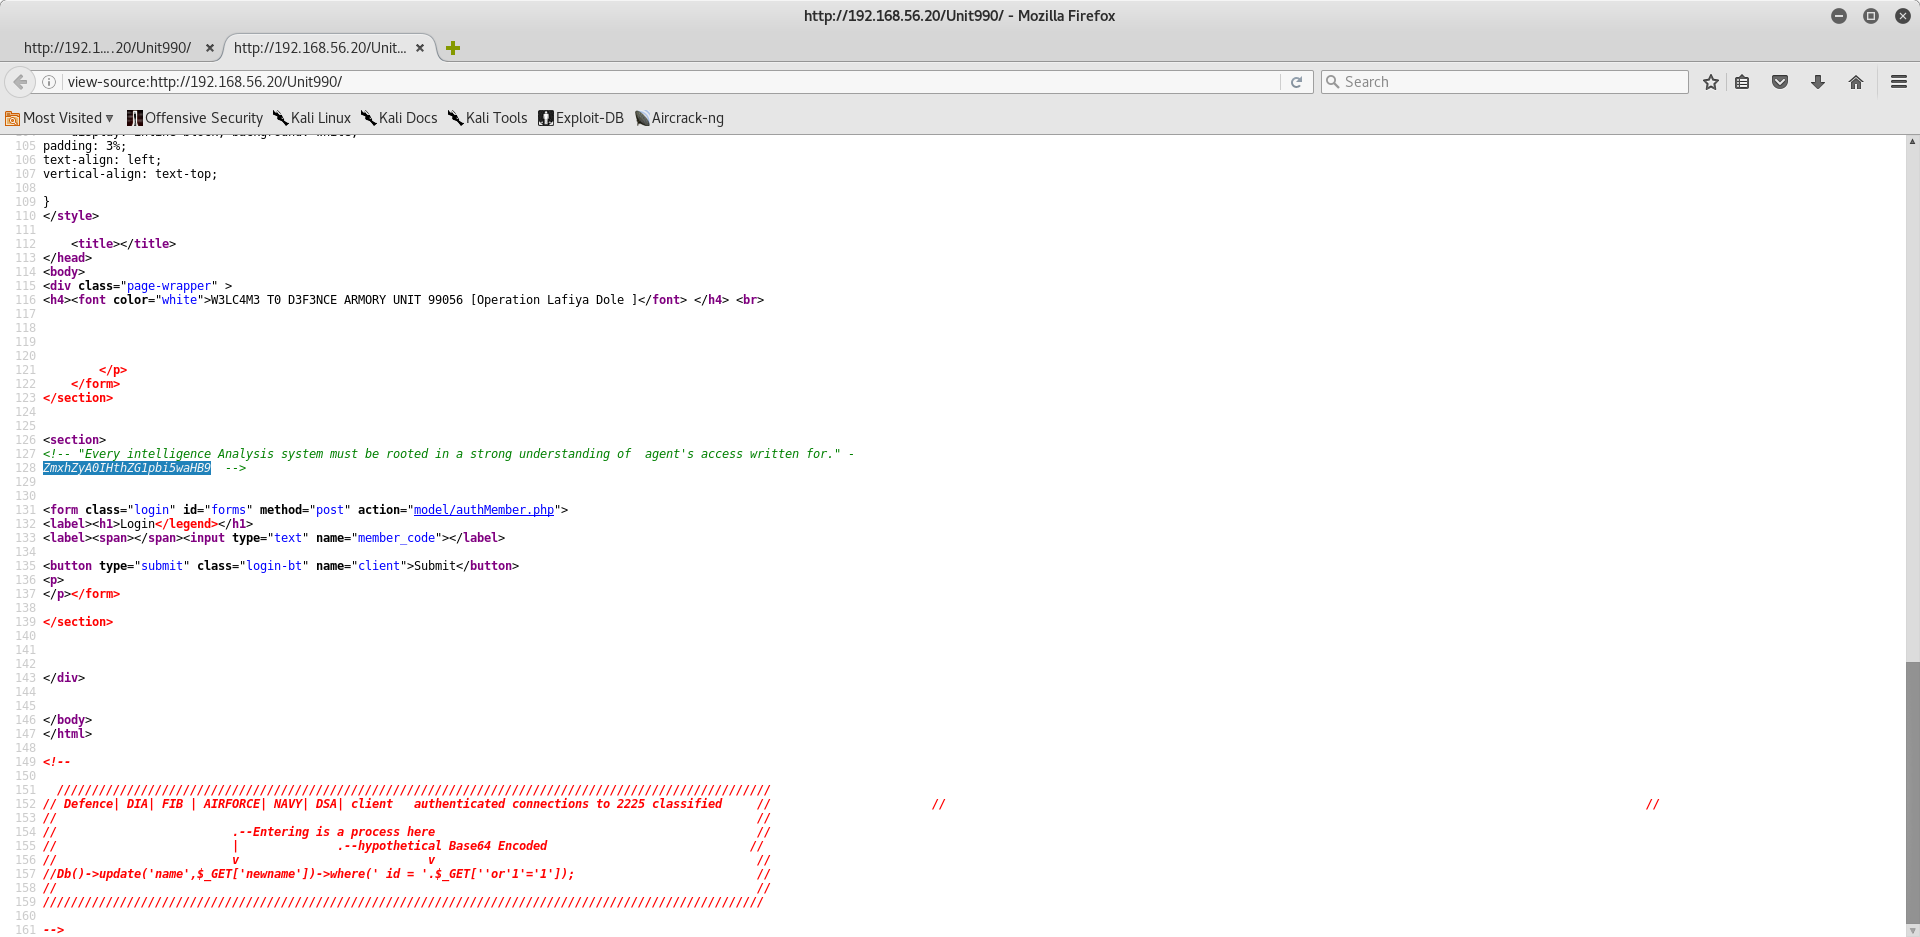 http://192.168.56.20/Unit990/ - Mozilla Firefox
http://192.1....20/Unit990/
http://192.168.56.20/Unit...
view-source:http://192.168.56.20/Unit990/
Search
Most Visited
Offensive Security
Kali Linux
Kali Docs
Kali Tools
Exploit-DB
Aircrack-ng
105 padding: 3%;
106 text-align: left;
107 vertical-align: text-top;
108
109 }
110 </style>
111
112     <title></title>
113 </head>
114 <body>
115 <div class="page-wrapper" >
116 <h4><font color="white">W3LC4M3 T0 D3F3NCE ARMORY UNIT 99056 [Operation Lafiya Dole ]</font> </h4> <br>
117
118
119
120
121         </p>
122     </form>
123 </section>
124
125
126 <section>
127 <!-- "Every intelligence Analysis system must be rooted in a strong understanding of  agent's access written for." -
128 ZmxhZyA0IHthZG1pbi5waHB9  -->
129
130
131 <form class="login" id="forms" method="post" action="model/authMember.php">
132 <label><h1>Login</legend></h1>
133 <label><span></span><input type="text" name="member_code"></label>
134
135 <button type="submit" class="login-bt" name="client">Submit</button>
136 <p>
137 </p></form>
138
139 </section>
140
141
142
143 </div>
144
145
146 </body>
147 </html>
148
149 <!--
150
151   //////////////////////////////////////////////////////////////////////////////////////////////////////
152 // Defence| DIA| FIB | AIRFORCE| NAVY| DSA| client   authenticated connections to 2225 classified     //                       //                                                                                                    //
153 //                                                                                                    //
154 //                         .--Entering is a process here                                              //
155 //                         |              .--hypothetical Base64 Encoded                             //
156 //                         v                           v                                              //
157 //Db()->update('name',$_GET['newname'])->where(' id = '.$_GET[''or'1'='1']);                          //
158 //                                                                                                    //
159 ///////////////////////////////////////////////////////////////////////////////////////////////////////
160
161 -->